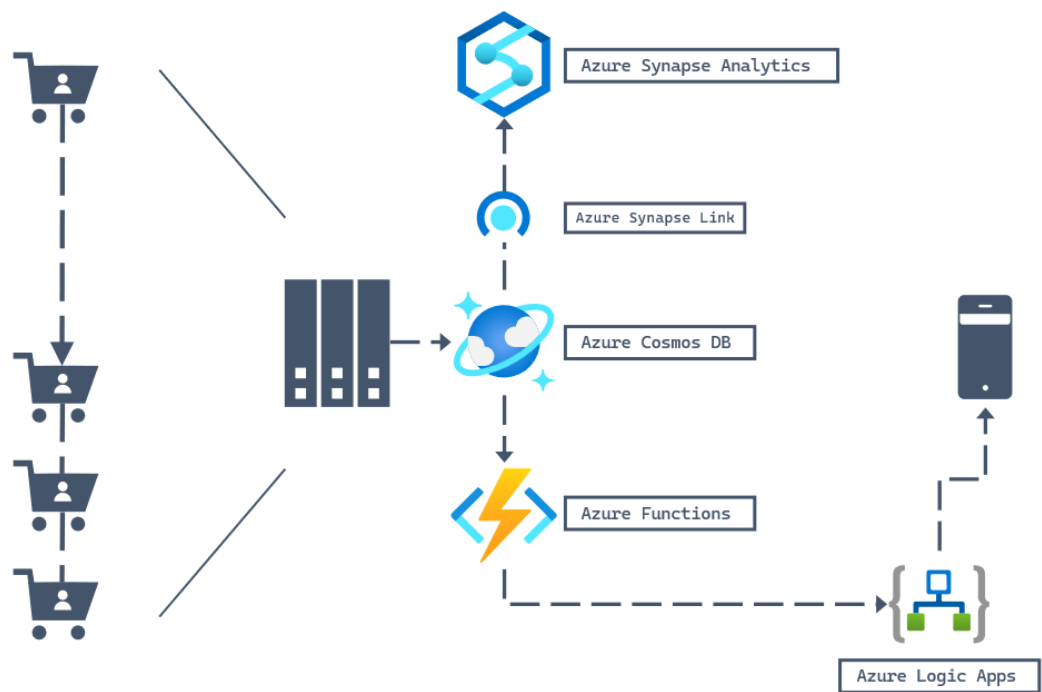 Azure Synapse Analytics
Azure Synapse Link
Azure Cosmos DB
Azure Functions
Azure Logic Apps